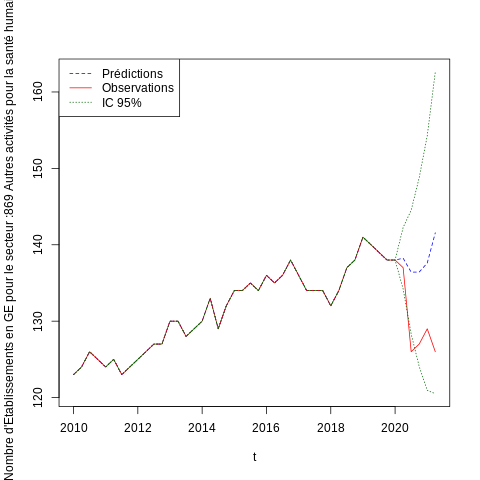 Nombre d'Etablissements en GE pour le secteur :869 Autres activités pour la santé humai
Prédictions
Observations
IC 95%
160
150
140
130
120
2010 2012 2014 2016 2018 2020
t